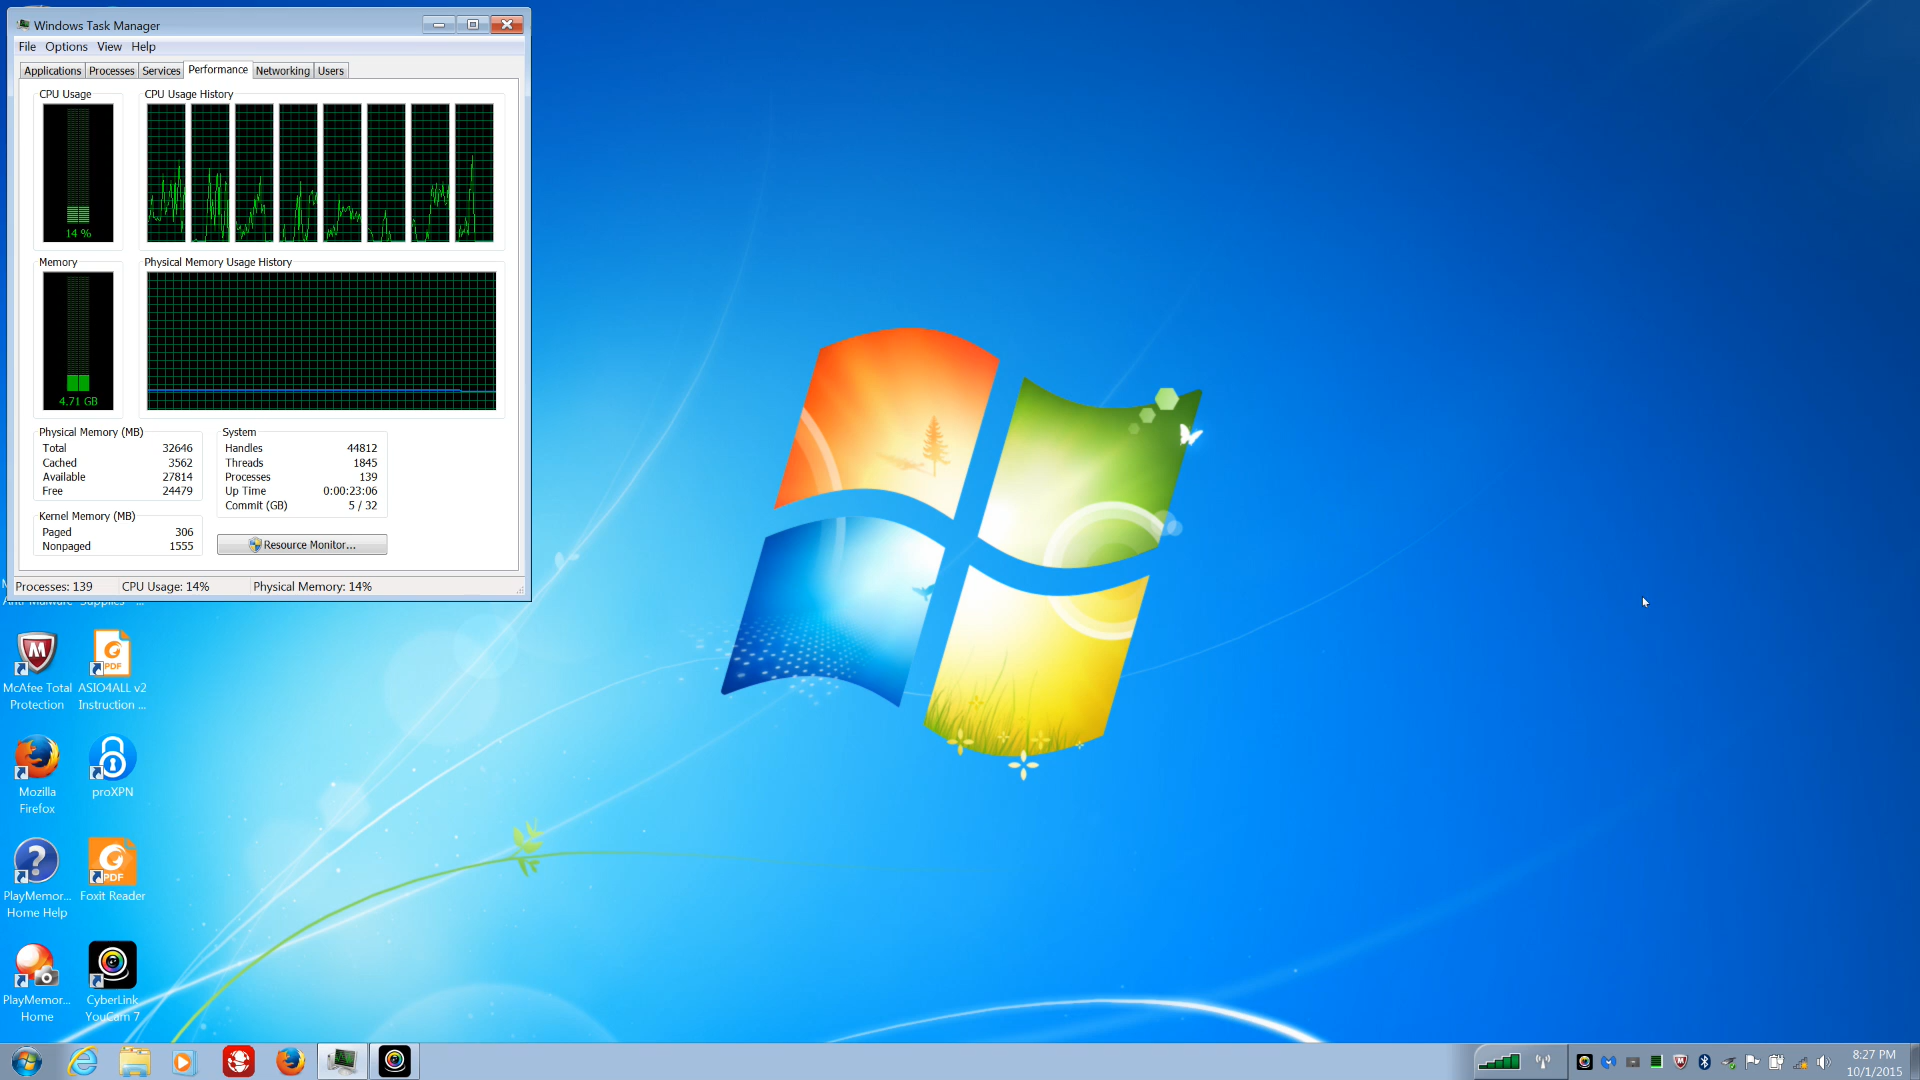 Windows Task Manager
File Options View Help
Applications Processes Services Performance Networking Users
CPU Usage
CPU Usage History
14 %
Memory
Physical Memory Usage History
4.71 GB
Physical Memory (MB)
Total 32646
Cached 3562
Available 27814
Free 24479
System
Handles 44812
Threads 1845
Processes 139
Up Time 0:00:23:06
Commit (GB) 5 / 32
Kernel Memory (MB)
Paged 306
Nonpaged 1555
Resource Monitor...
Processes: 139 CPU Usage: 14% Physical Memory: 14%
Anti-Malware Supplies - ...
McAfee Total
Protection
PDF
ASIO4ALL v2
Instruction ...
Mozilla
Firefox
proXPN
PlayMemor...
Home Help
PDF
Foxit Reader
PlayMemor...
Home
CyberLink
YouCam 7
8:27 PM
10/1/2015